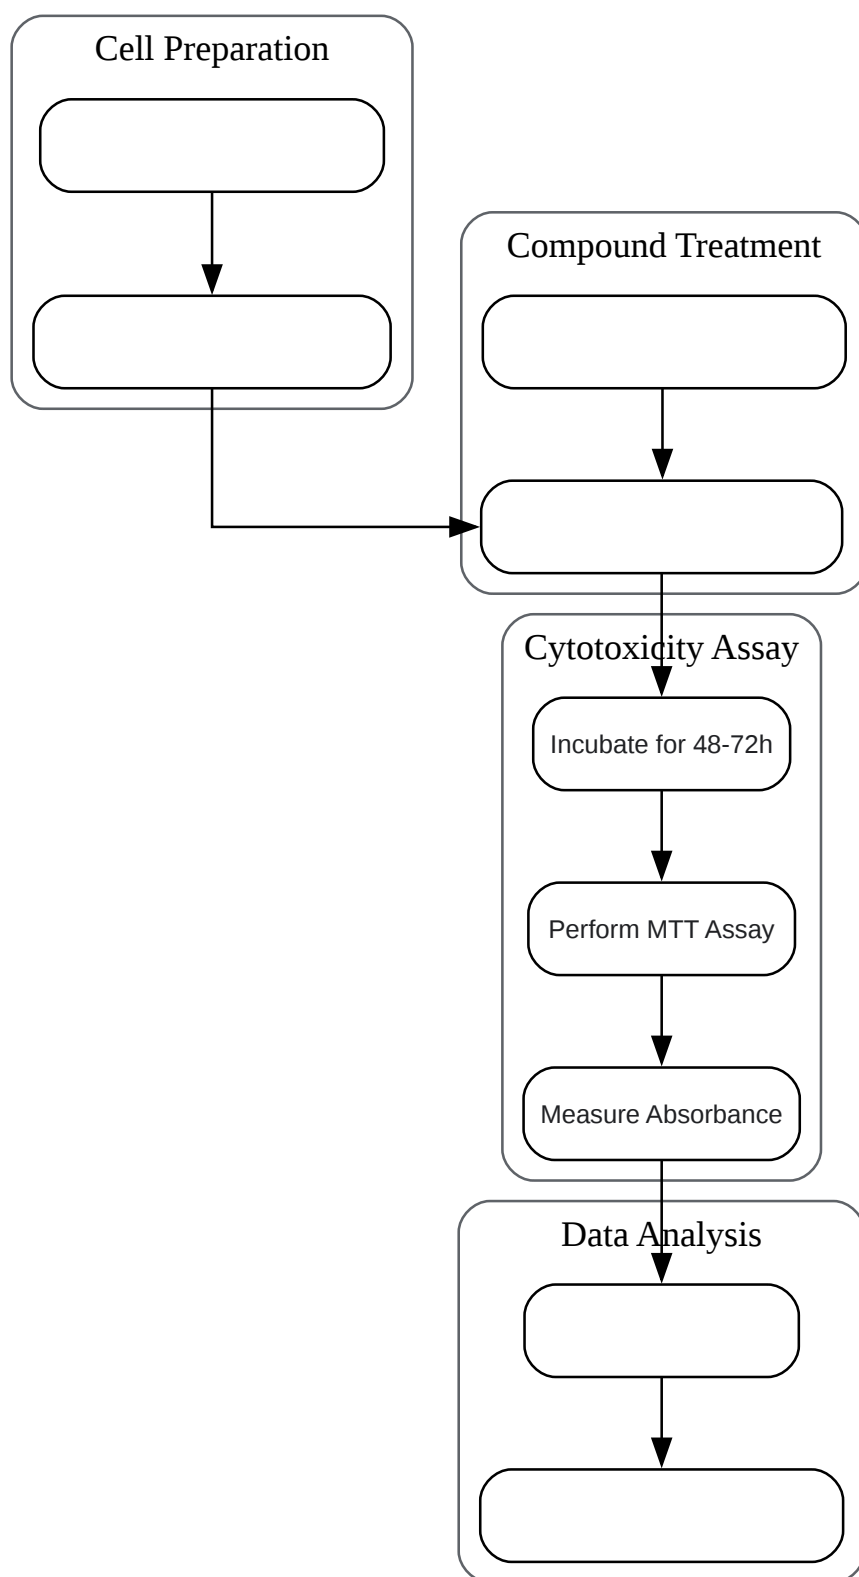 Cell Preparation
Compound Treatment
Cytotoxicity Assay
Incubate for 48-72h
Perform MTT Assay
Measure Absorbance
Data Analysis